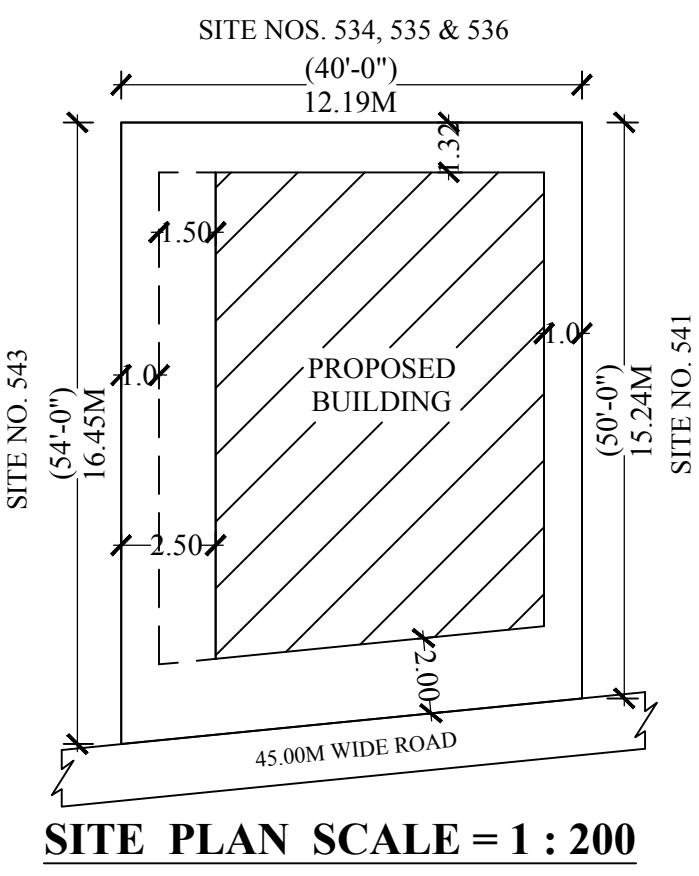 SITE NOS. 534, 535 & 536
(40'-0")
12.19M
1.32
1.50
1.0
1.0
PROPOSED
BUILDING
SITE NO. 543
(54'-0")
16.45M
(50'-0")
15.24M
SITE NO. 541
2.50
2.00
45.00M WIDE ROAD
SITE PLAN SCALE = 1 : 200